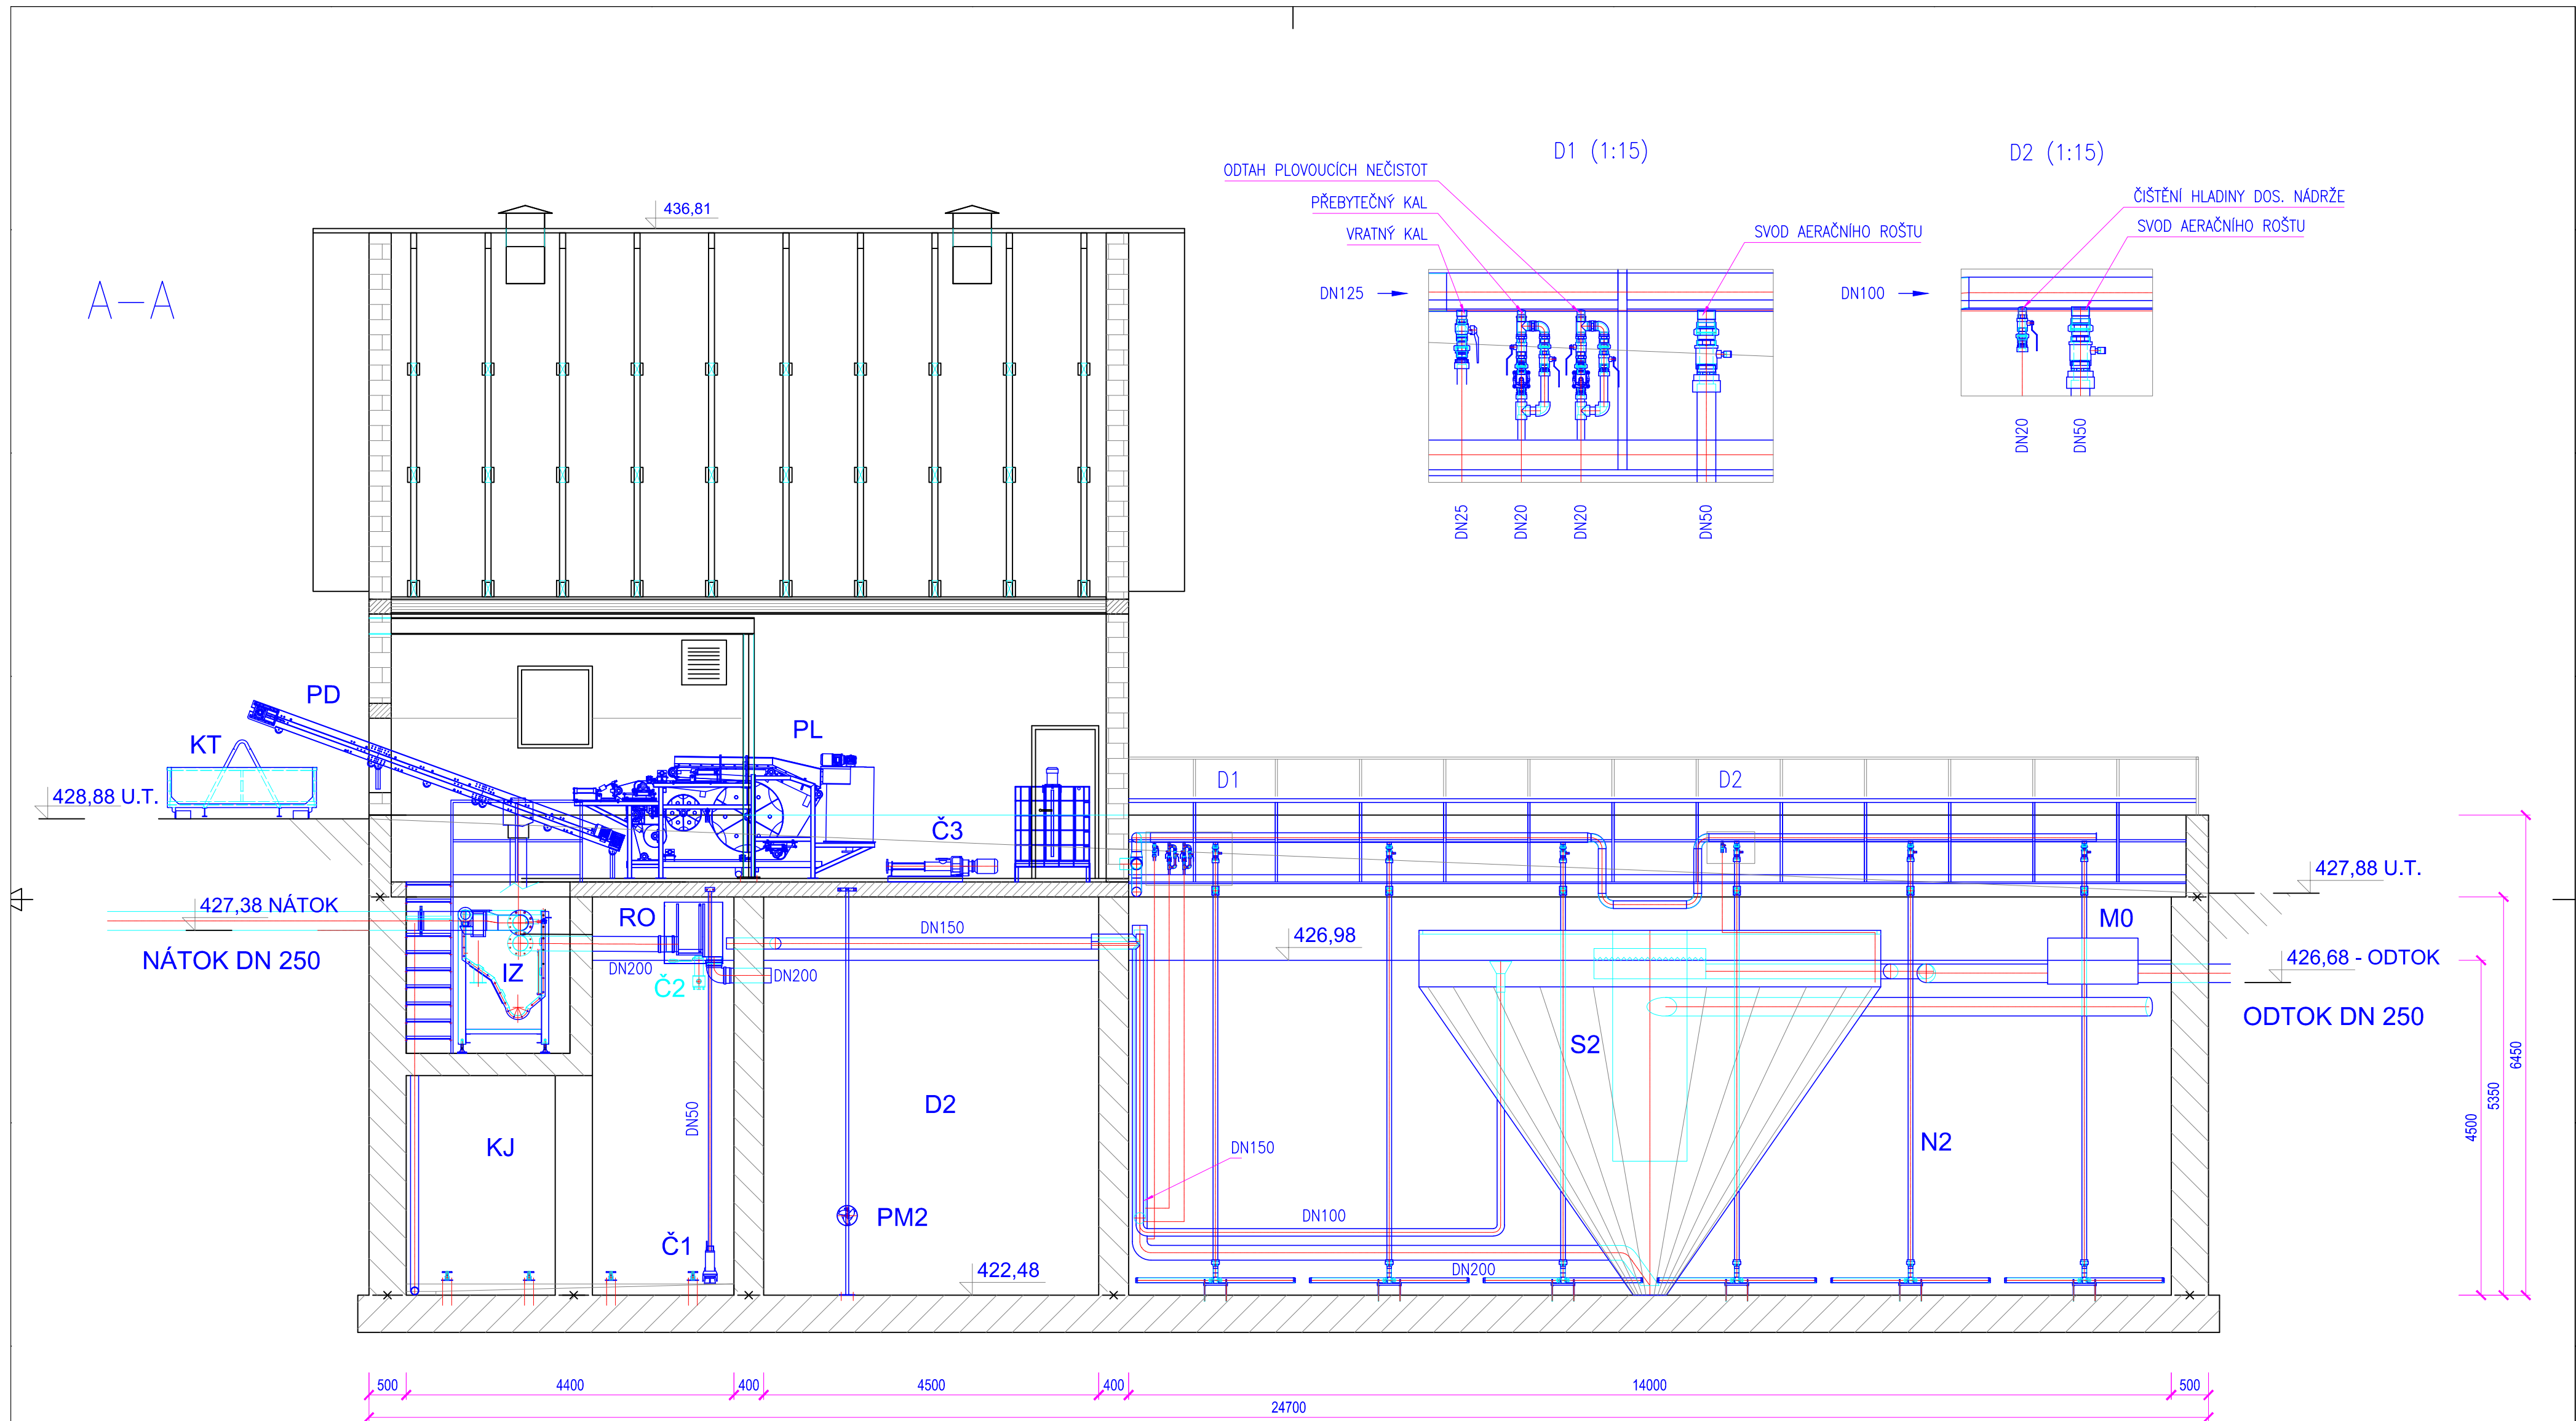 D1 (1:15)
D2 (1:15)
ODTAH PLOVOUCÍCH NEČISTOT
PŘEBYTEČNÝ KAL
VRATNÝ KAL
SVOD AERAČNÍHO ROŠTU
ČIŠTĚNÍ HLADINY DOS. NÁDRŽE
SVOD AERAČNÍHO ROŠTU
436,81
A–A
DN125
DN100
DN20
DN50
DN25
DN20
DN20
DN50
PD
KT
PL
428,88 U.T.
Č3
D1
D2
427,88 U.T.
427,38 NÁTOK
NÁTOK DN 250
RO
IZ
DN200
Č2
DN200
DN150
426,98
M0
426,68 - ODTOK
ODTOK DN 250
S2
D2
KJ
DN50
N2
DN150
PM2
DN100
Č1
422,48
DN200
4500
5350
6450
500
4400
400
4500
400
14000
500
24700